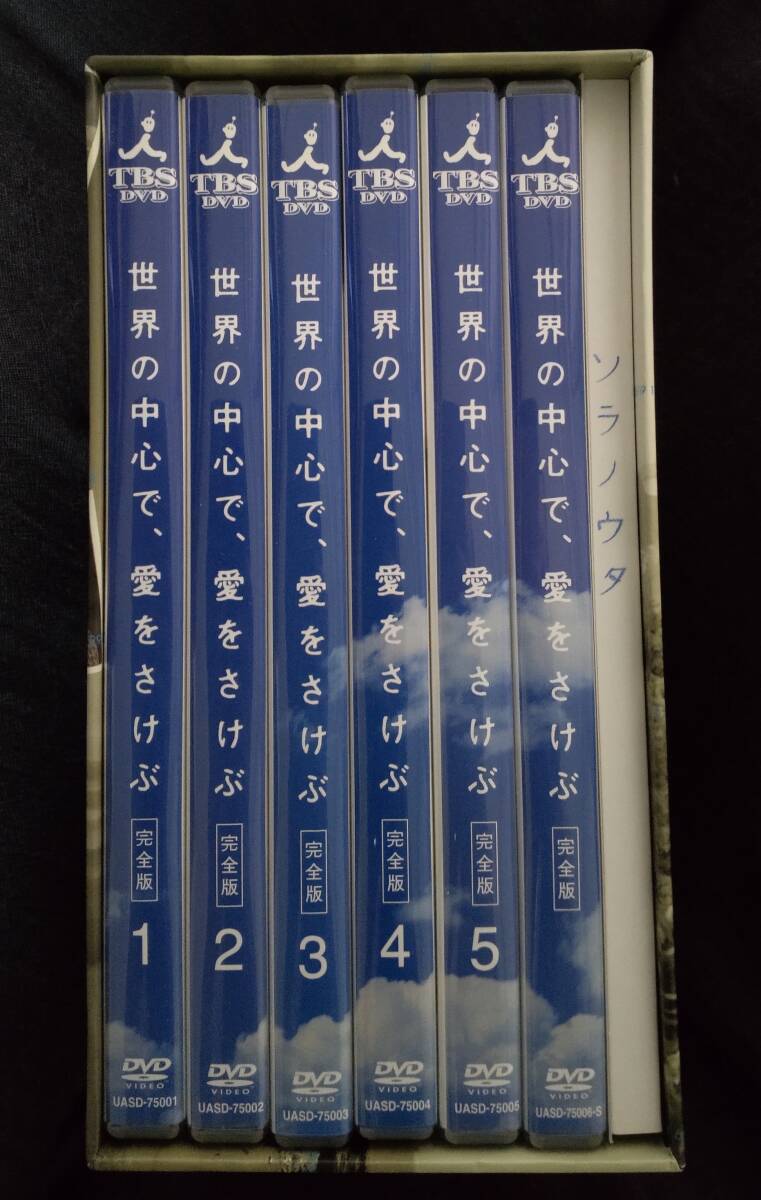 TBS
DVD
世界の中心で、愛をさけぶ
完全版
1
DVD
VIDEO
UASD-75001
TBS
DVD
世界の中心で、愛をさけぶ
完全版
2
DVD
VIDEO
UASD-75002
TBS
DVD
世界の中心で、愛をさけぶ
完全版
3
DVD
VIDEO
UASD-75003
TBS
DVD
世界の中心で、愛をさけぶ
完全版
4
DVD
VIDEO
UASD-75004
TBS
DVD
世界の中心で、愛をさけぶ
完全版
5
DVD
VIDEO
UASD-75005
TBS
DVD
世界の中心で、愛をさけぶ
完全版
DVD
VIDEO
UASD-75006-S
ソラノウタ